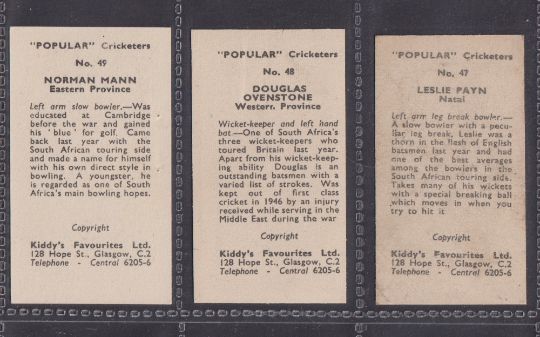 "POPULAR" Cricketers
No. 49
NORMAN MANN
Eastern Province
Left arm slow bowler.—Was
educated at Cambridge
before the war and gained
his 'blue' for golf. Came
back last year with the
South African touring side
and made a name for himself
with his own direct style in
bowling. A youngster, he
is regarded as one of South
Africa's main bowling hopes.
Copyright
Kiddy's Favourites Ltd.
128 Hope St., Glasgow, C.2
Telephone - Central 6205-6
"POPULAR" Cricketers
No. 48
DOUGLAS
OVENSTONE
Western Province
Wicket-keeper and left hand
bat—One of South Africa's
three wicket-keepers who
toured Britain last year.
Apart from his wicket-keep-
ing ability Douglas is an
outstanding batsmen with a
varied list of strokes. Was
kept out of first class
cricket in 1946 by an injury
received while serving in the
Middle East during the war
Copyright
Kiddy's Favourites Ltd.
128 Hope St., Glasgow, C.2
Telephone - Central 6205-6
"POPULAR" Cricketers
No. 47
LESLIE PAYN
Natal
Left arm leg break bowler.—
A slow bowler with a pecu-
liar leg break, Leslie was a
thorn in the flesh of English
batsmen last year and had
one of the best averages
among the bowlers in the
South African touring side.
Takes many of his wickets
with a special breaking ball
which moves in when you
try to hit it
Copyright
Kiddy's Favourites Ltd.
128 Hope St., Glasgow, C.2
Telephone - Central 6205-6